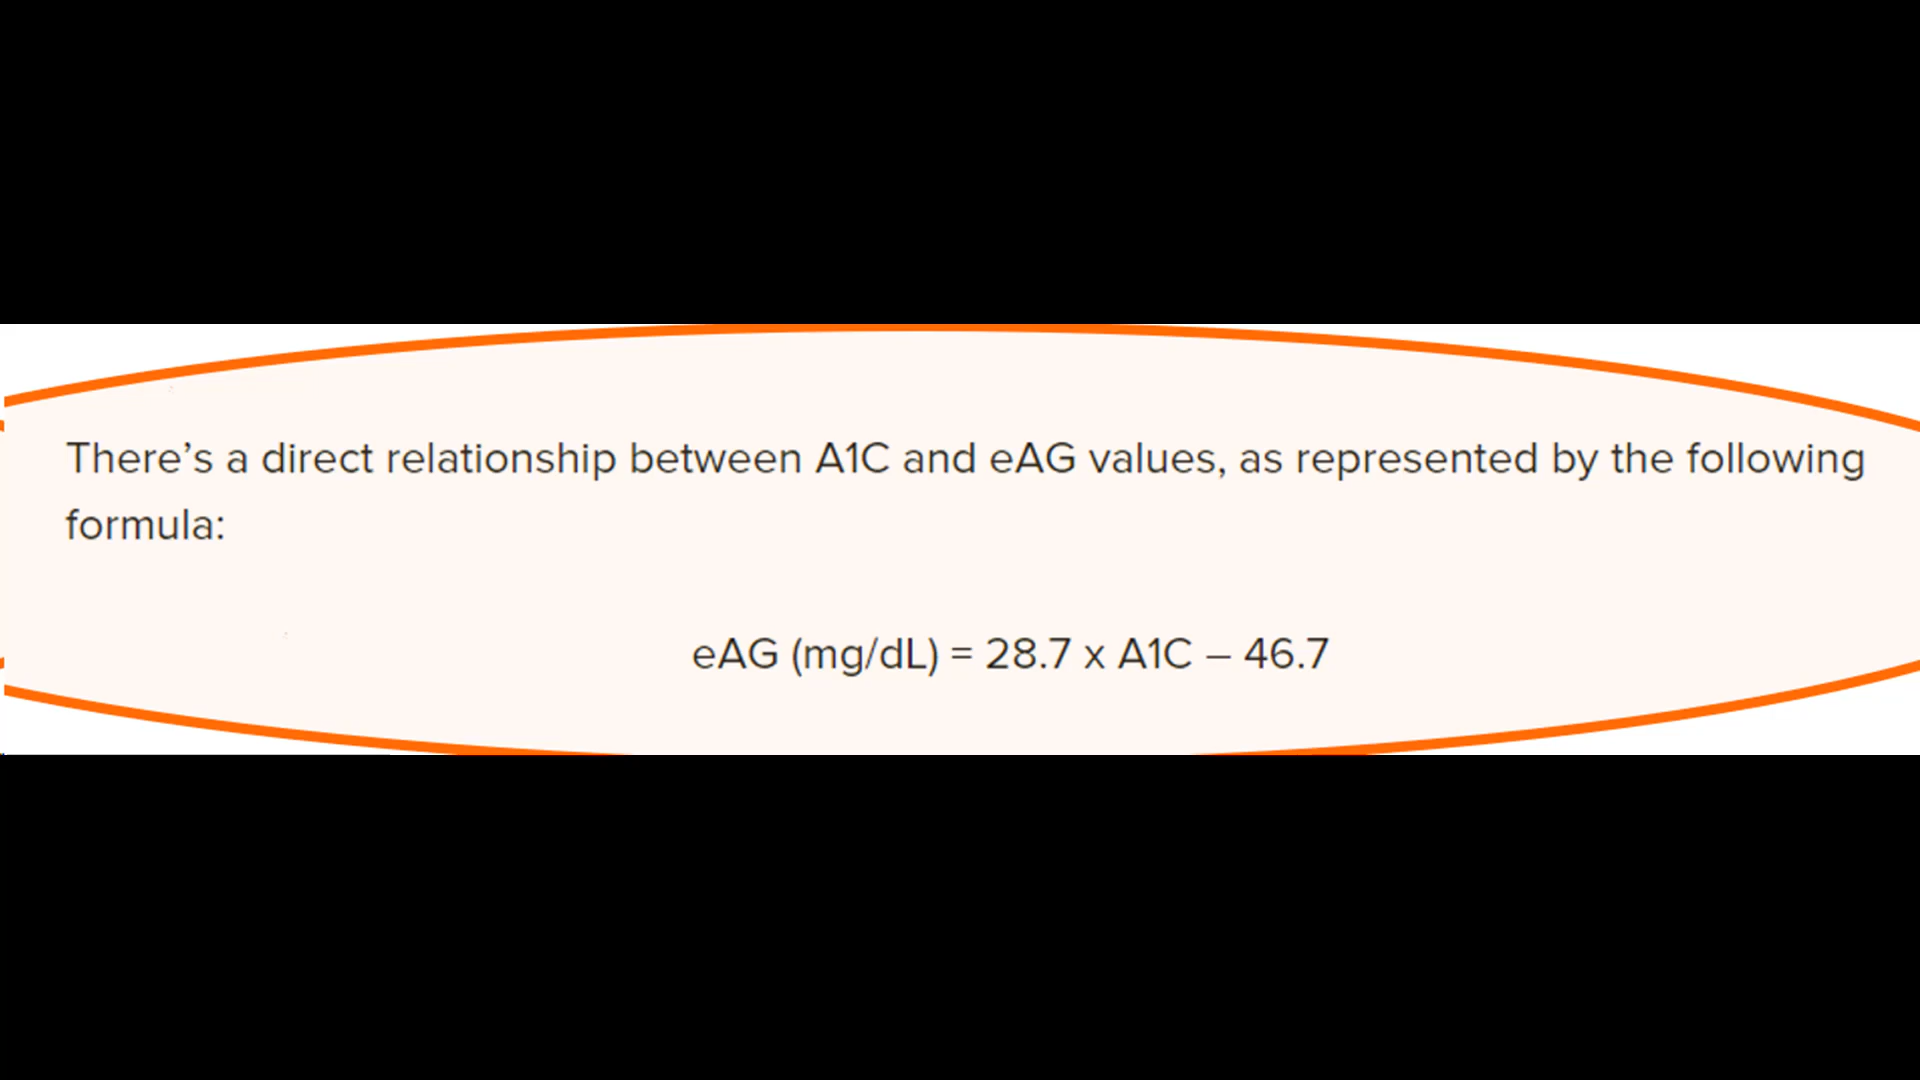 There’s a direct relationship between A1C and eAG values, as represented by the following
formula:
eAG (mg/dL) = 28.7 x A1C – 46.7